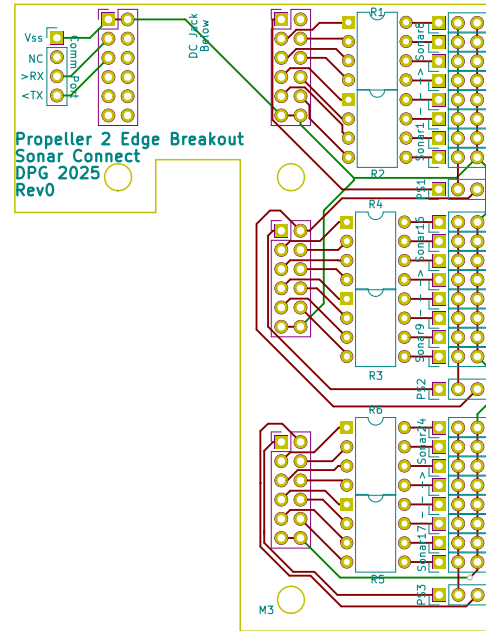 R1
Vss
NC
>RX
<TX
Comm Port
DC Jack
Below
Sonar8
- - >
Sonar1
Propeller 2 Edge Breakout
Sonar Connect
DPG 2025
Rev0
R2
PS1
R4
Sonar16
- - >
Sonar9
R3
PS2
R6
Sonar24
- - >
Sonar17
R5
PS3
M3